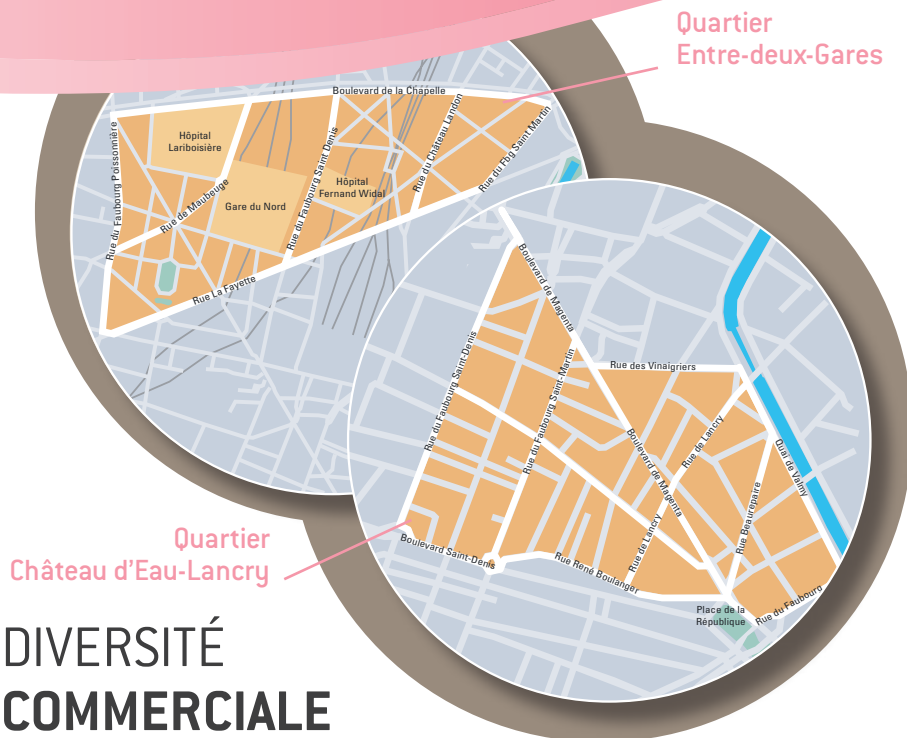 Quartier
Entre-deux-Gares
Boulevard de la Chapelle
Rue du Faubourg Poissonnière
Hôpital
Lariboisière
Rue de Maubeuge
Gare du Nord
Rue du Faubourg Saint Denis
Hôpital
Fernand Widal
Rue du Château Landon
Rue du Fbg Saint Martin
Rue La Fayette
Boulevard de Magenta
Rue du Faubourg Saint-Denis
Rue du Faubourg Saint-Martin
Rue des Vinaigriers
Rue de Lancry
Boulevard de Magenta
Quai de Valmy
Rue Beaurepaire
Rue de Lancry
Boulevard Saint-Denis
Rue René Boulanger
Place de la
République
Rue du Faubourg
Quartier
Château d'Eau-Lancry
DIVERSITÉ
COMMERCIALE